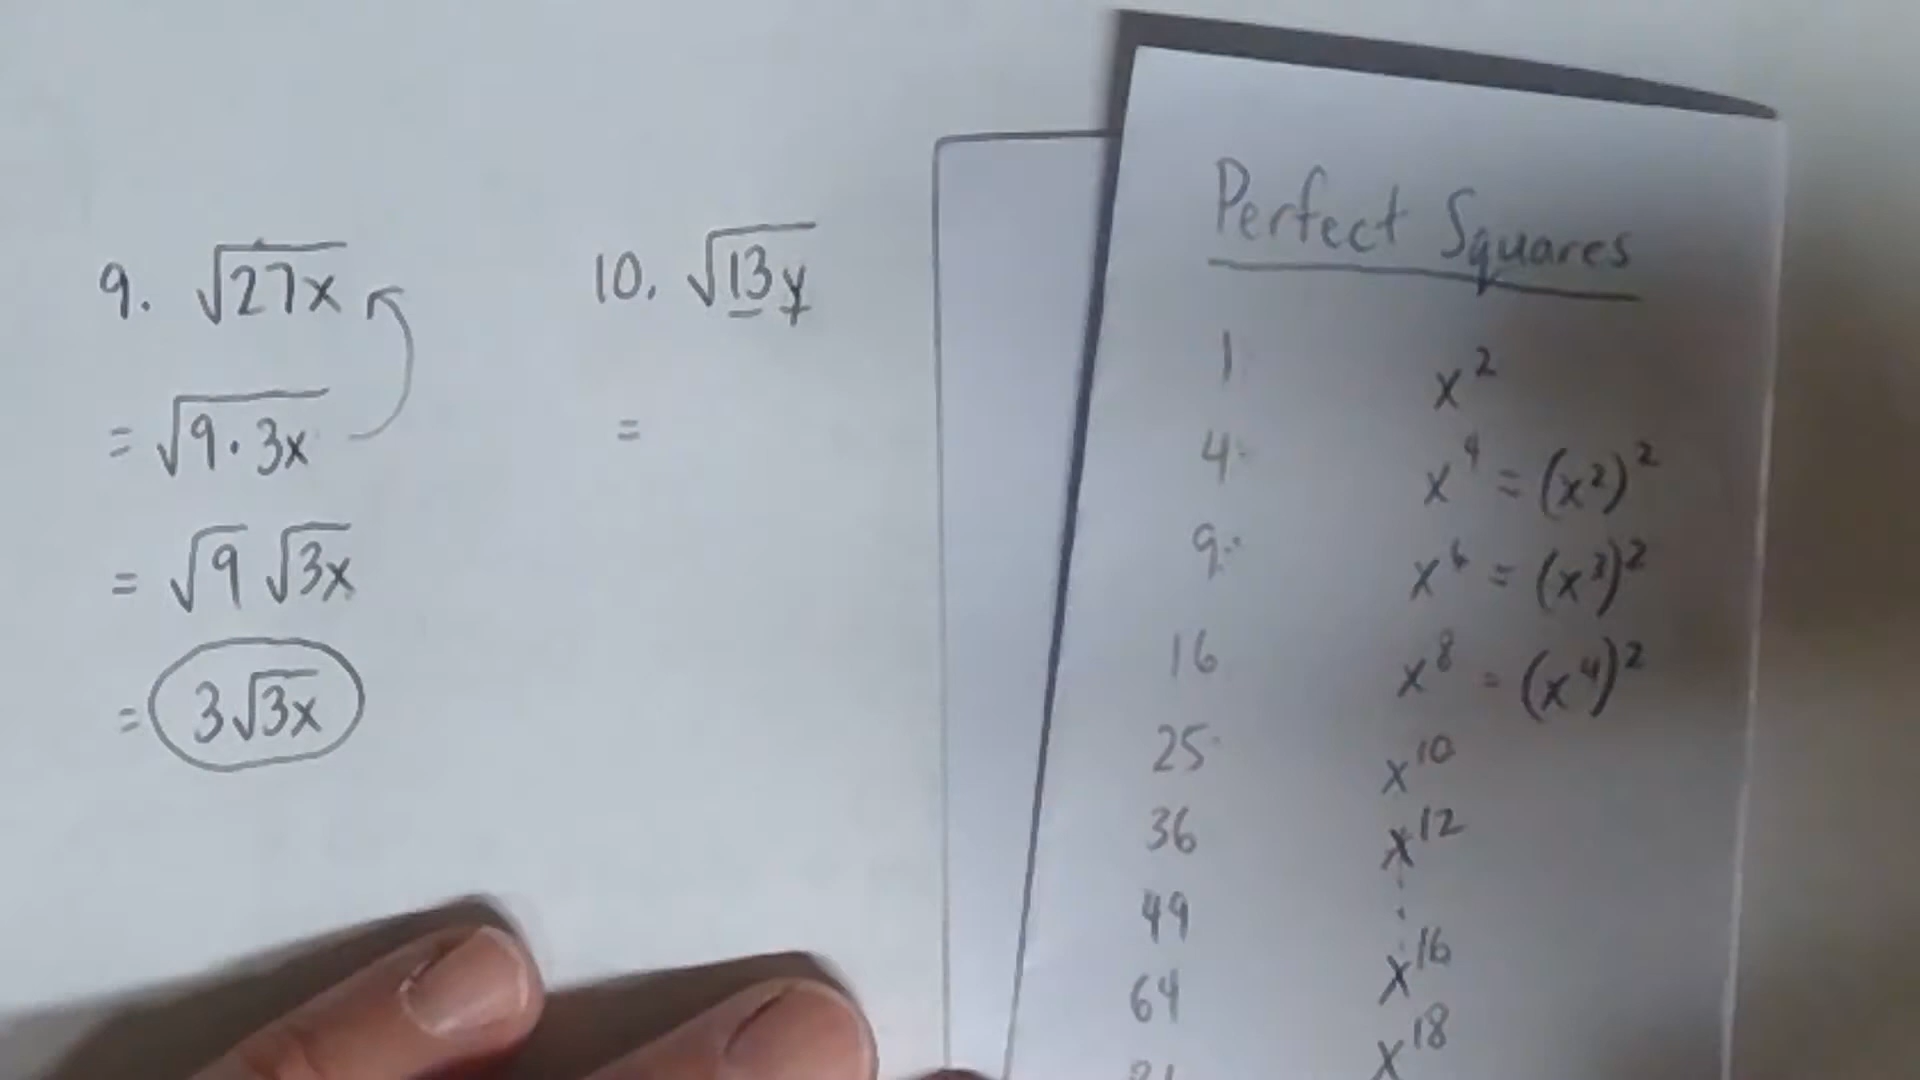 9. √27x
= √9·3x
= √9 √3x
= 3√3x
10. √13y
=
Perfect Squares
1 x²
4 x⁴ = (x²)²
9 x⁶ = (x³)²
16 x⁸ = (x⁴)²
25 x¹⁰
36 x¹²
49
64 x¹⁶
x¹⁸